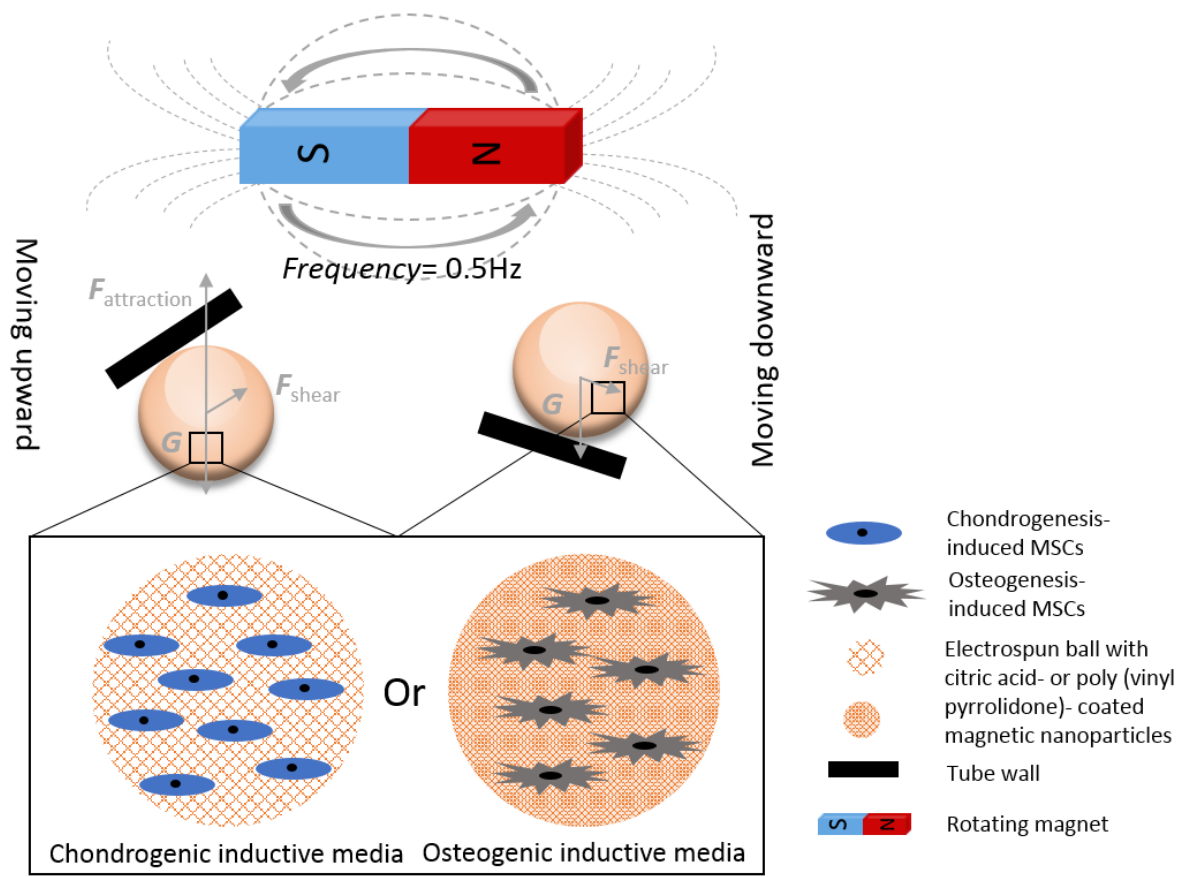 S N
Frequency= 0.5Hz
Moving upward
Fattraction
Fshear
G
Fshear
G
Moving downward
Or
Chondrogenic inductive media
Osteogenic inductive media
Chondrogenesis-
induced MSCs
Osteogenesis-
induced MSCs
Electrospun ball with
citric acid- or poly (vinyl
pyrrolidone)- coated
magnetic nanoparticles
Tube wall
S N
Rotating magnet